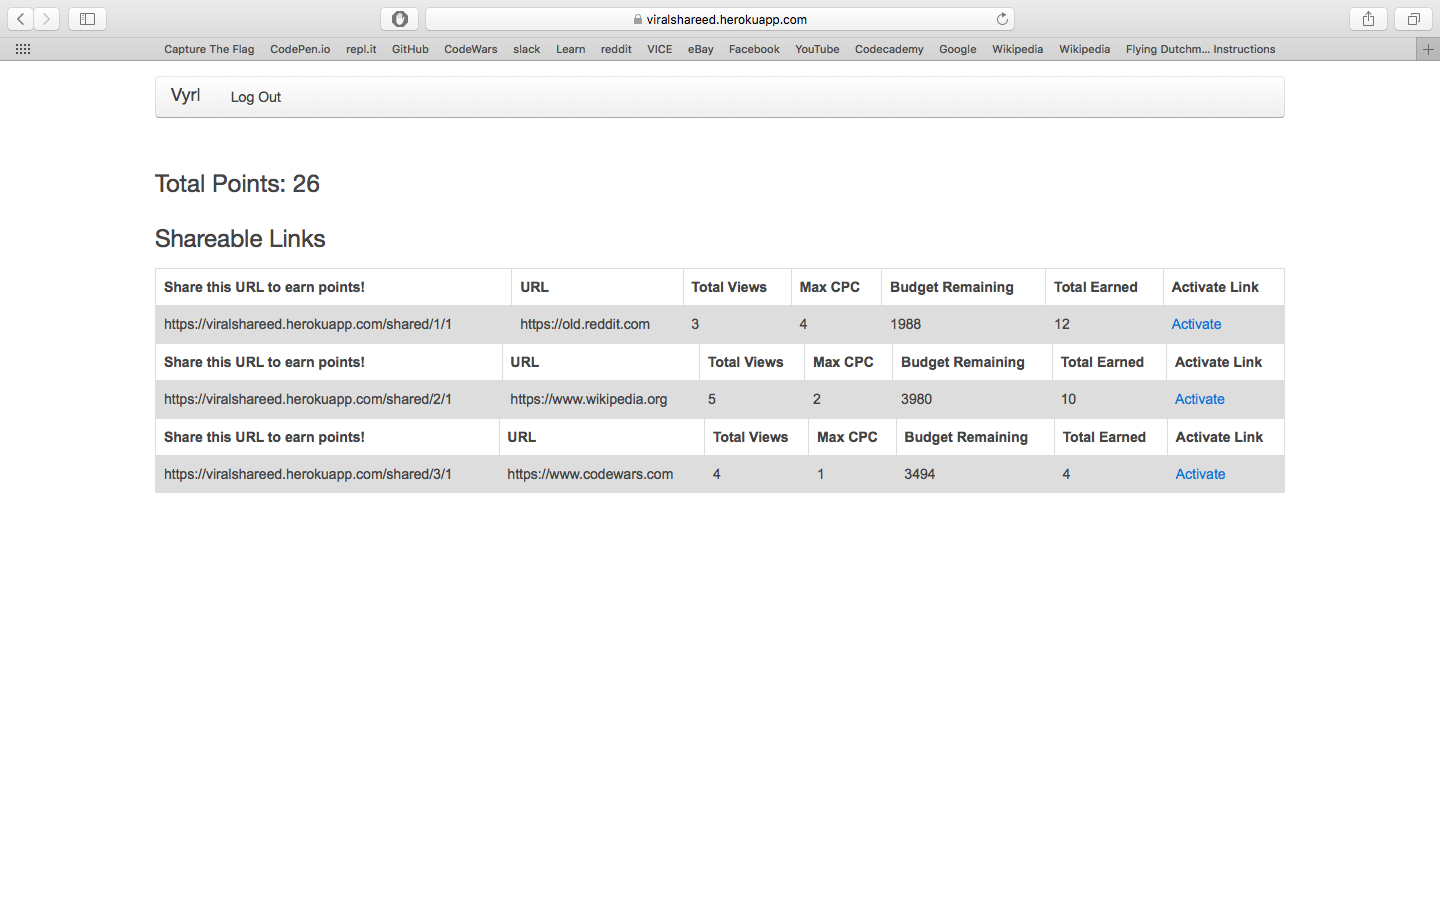 viralshareed.herokuapp.com
Capture The Flag CodePen.io repl.it GitHub CodeWars slack Learn reddit VICE eBay Facebook YouTube Codecademy Google Wikipedia Wikipedia Flying Dutchm... Instructions
Vyrl Log Out
Total Points: 26
Shareable Links
Share this URL to earn points! URL Total Views Max CPC Budget Remaining Total Earned Activate Link
https://viralshareed.herokuapp.com/shared/1/1 https://old.reddit.com 3 4 1988 12 Activate
Share this URL to earn points! URL Total Views Max CPC Budget Remaining Total Earned Activate Link
https://viralshareed.herokuapp.com/shared/2/1 https://www.wikipedia.org 5 2 3980 10 Activate
Share this URL to earn points! URL Total Views Max CPC Budget Remaining Total Earned Activate Link
https://viralshareed.herokuapp.com/shared/3/1 https://www.codewars.com 4 1 3494 4 Activate